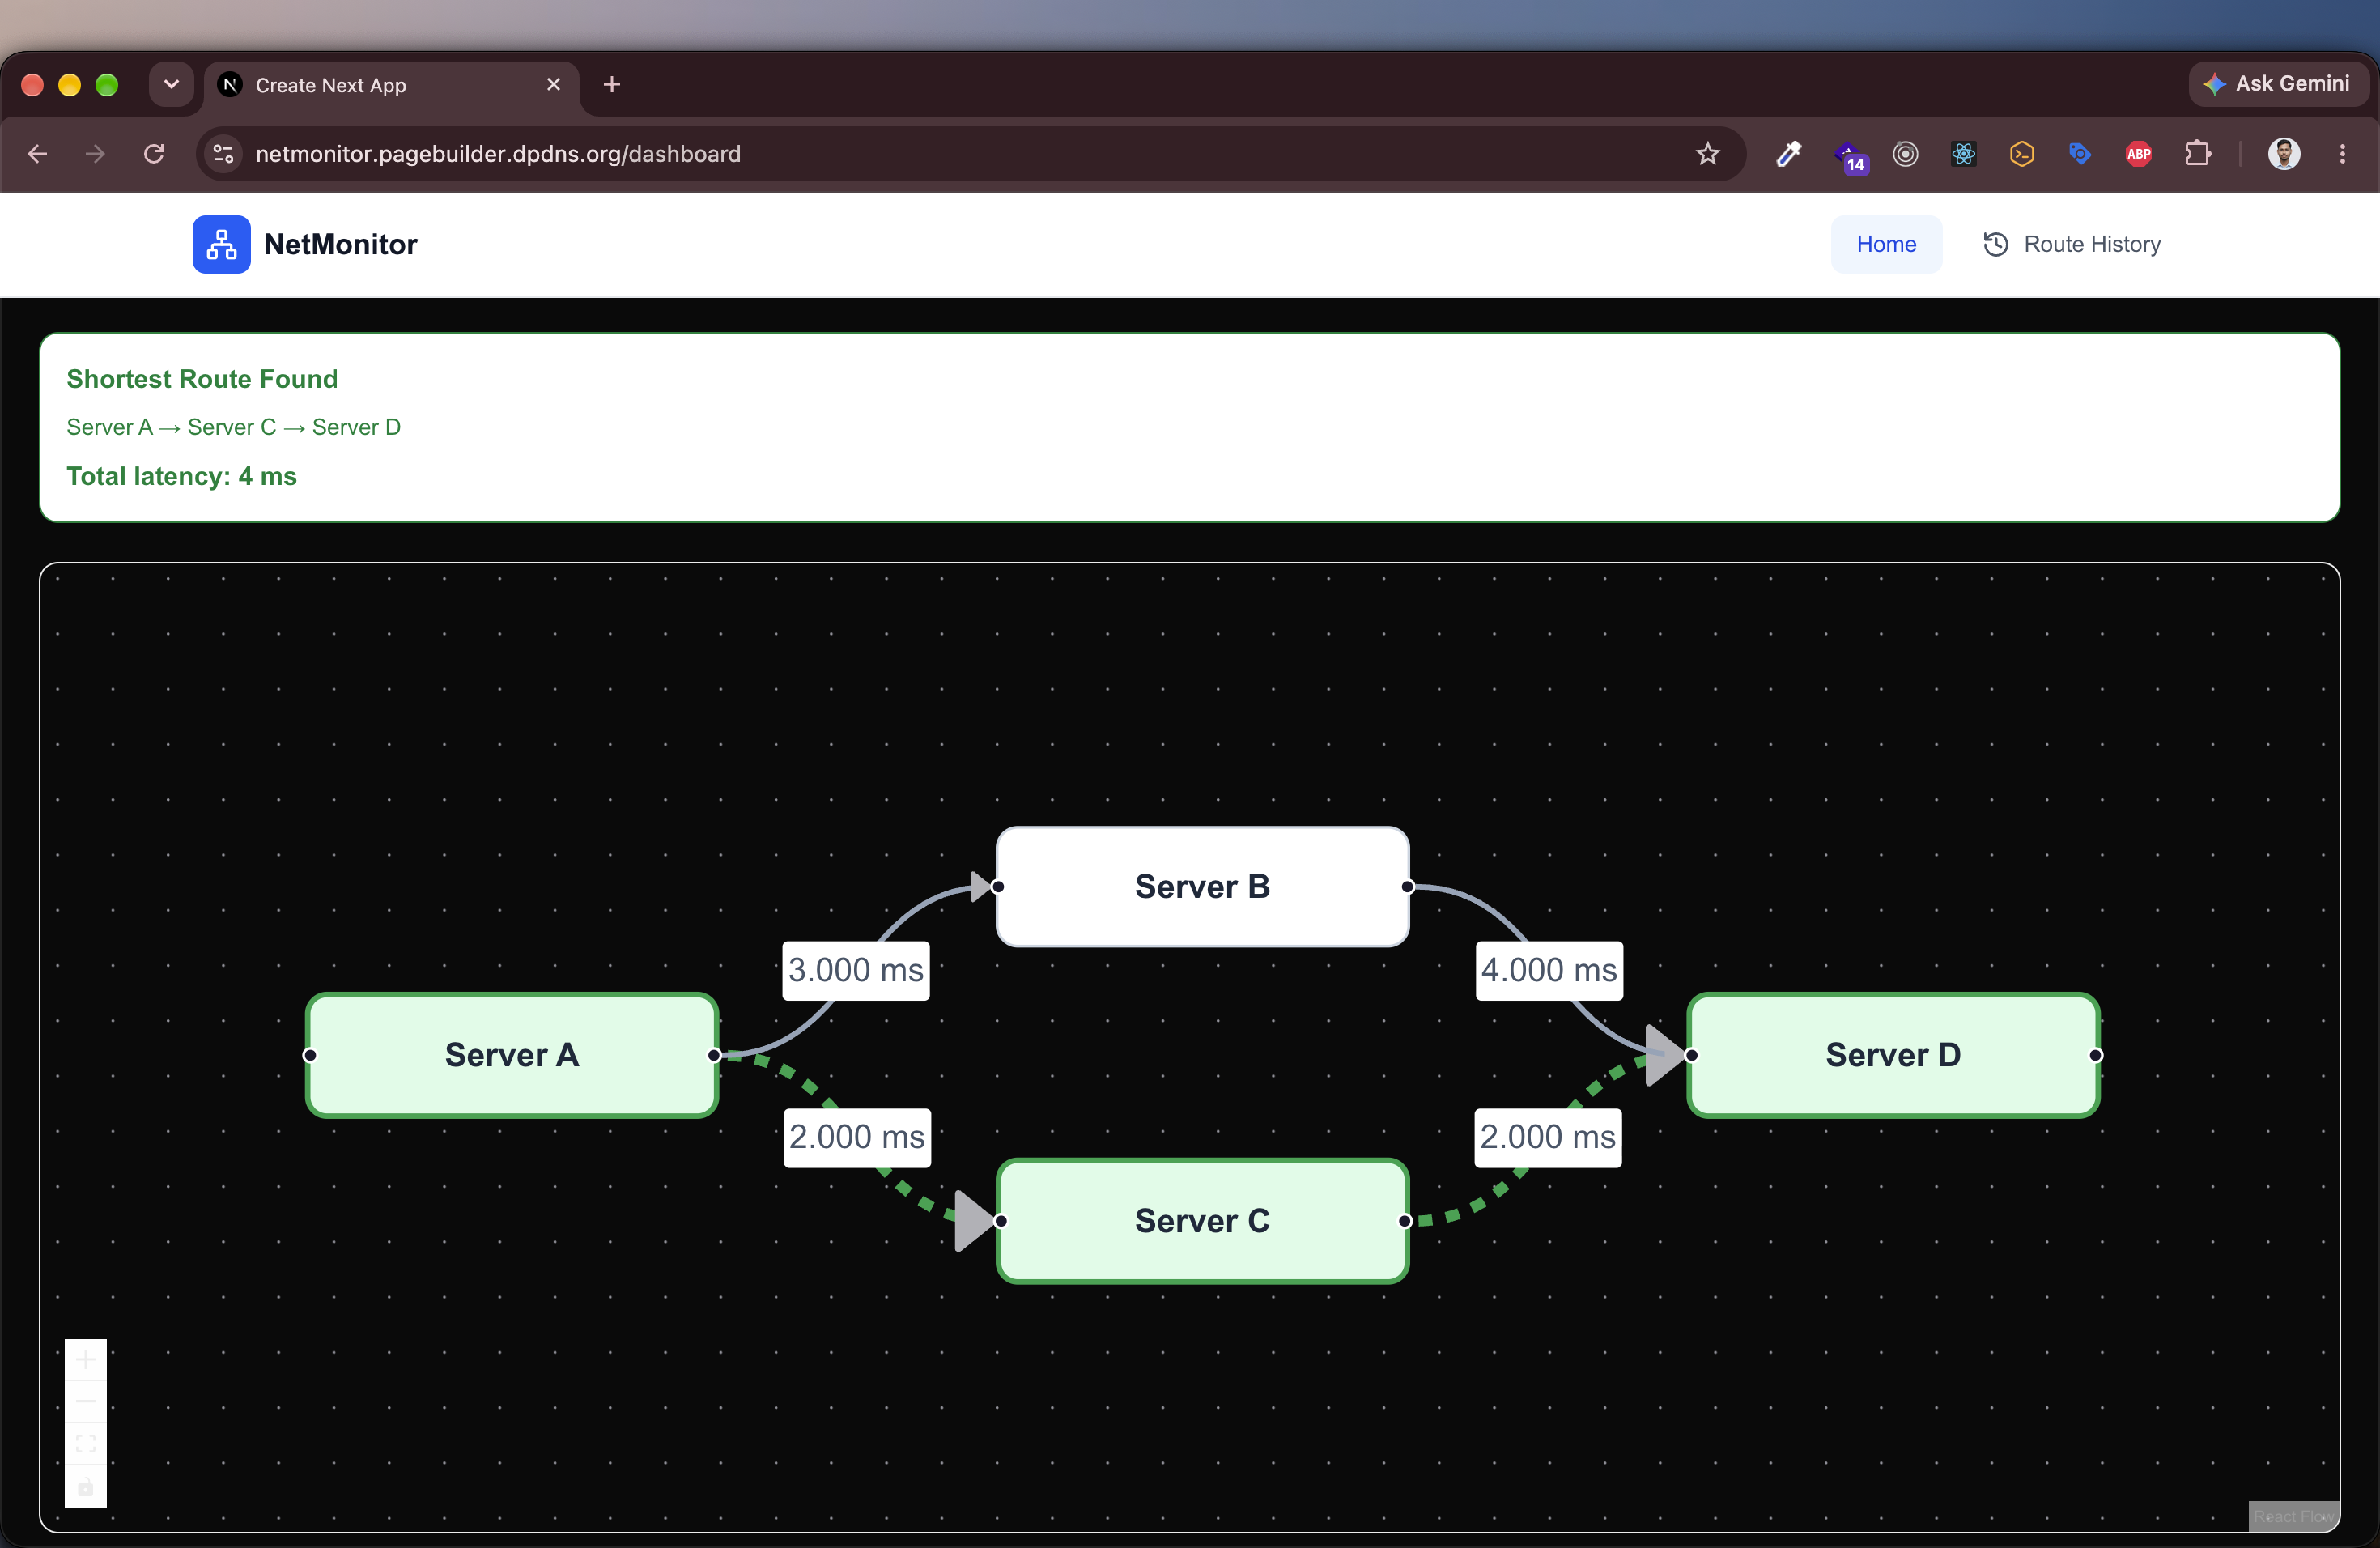 Create Next App
Ask Gemini
netmonitor.pagebuilder.dpdns.org/dashboard
14
ABP
NetMonitor
Home
Route History
Shortest Route Found
Server A → Server C → Server D
Total latency: 4 ms
Server B
3.000 ms
4.000 ms
Server A
Server D
2.000 ms
2.000 ms
Server C
React Flow